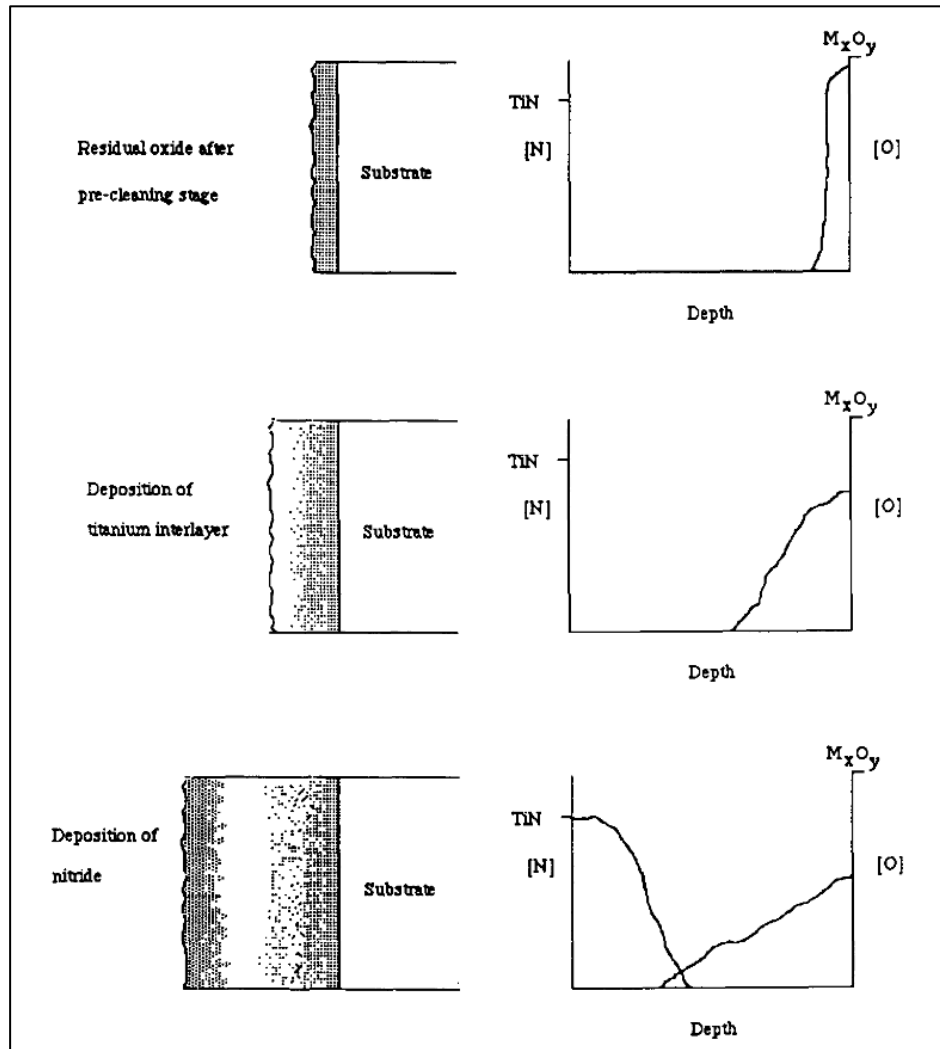 MxOy
TiN
[N]
[O]
Residual oxide after
pre-cleaning stage
Substrate
Depth
MxOy
TiN
[N]
[O]
Deposition of
titanium interlayer
Substrate
Depth
MxOy
TiN
[N]
[O]
Deposition of
nitride
Substrate
Depth